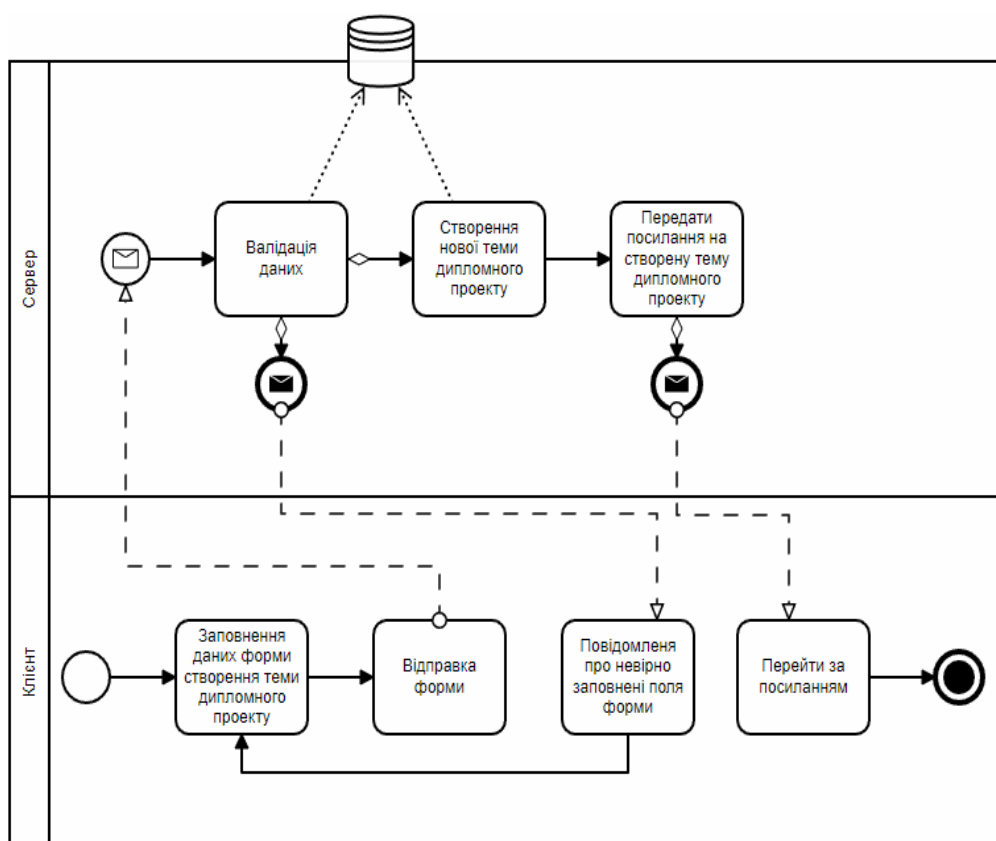 Сервер
Валідація
даних
Створення
нової теми
дипломного
проекту
Передати
посилання на
створену тему
дипломного
проекту
Клієнт
Заповнення
даних форми
створення теми
дипломного
проекту
Відправка
форми
Повідомленя
про невірно
заповнені поля
форми
Перейти за
посиланням